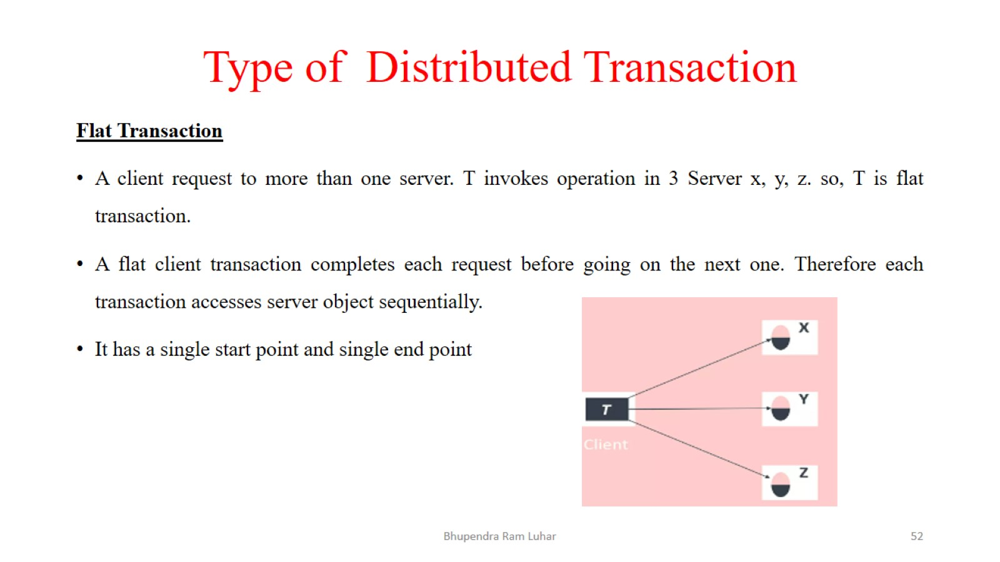 Type of  Distributed Transaction
Flat Transaction
• A client request to more than one server. T invokes operation in 3 Server x, y, z. so, T is flat
transaction.
• A flat client transaction completes each request before going on the next one. Therefore each
transaction accesses server object sequentially.
• It has a single start point and single end point
X
Y
T
Client
Z
Bhupendra Ram Luhar
52